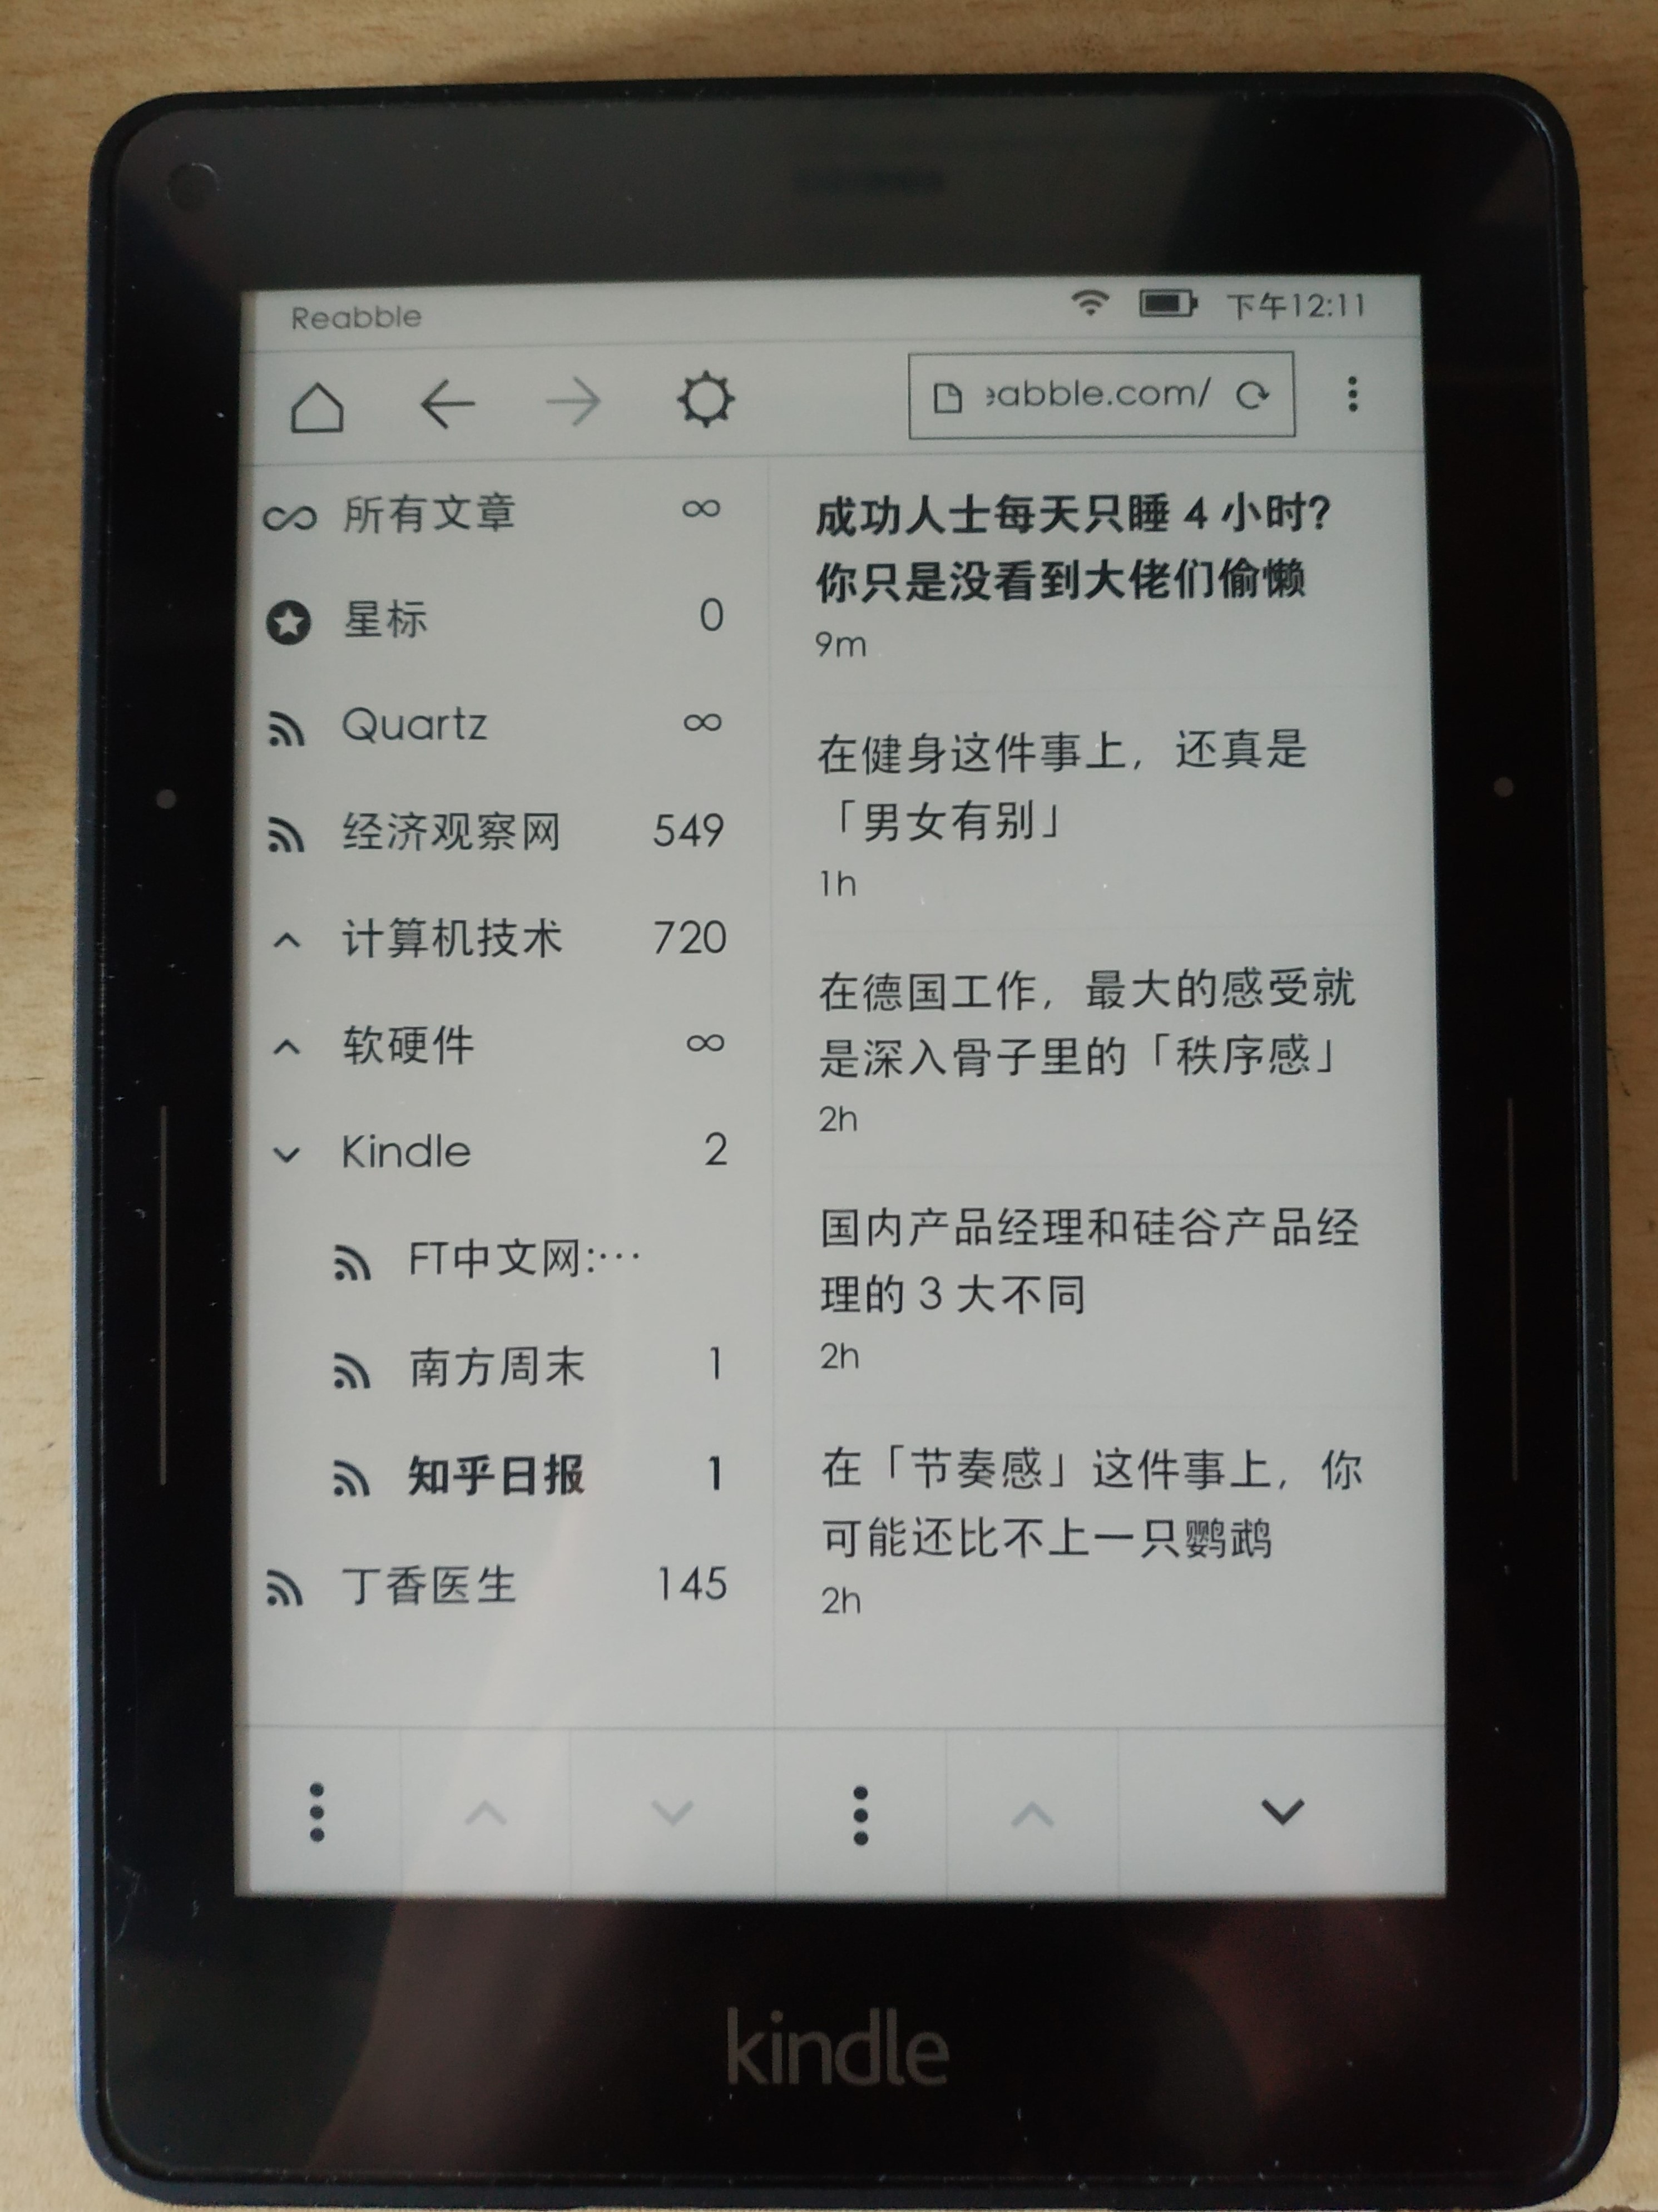 Reabble
下午12:11
eabble.com/
所有文章 ∞
星标 0
Quartz ∞
经济观察网 549
计算机技术 720
软硬件 ∞
Kindle 2
FT中文网:…
南方周末 1
知乎日报 1
丁香医生 145
成功人士每天只睡 4 小时?
你只是没看到大佬们偷懒
9m
在健身这件事上，还真是
「男女有别」
1h
在德国工作，最大的感受就
是深入骨子里的「秩序感」
2h
国内产品经理和硅谷产品经
理的 3 大不同
2h
在「节奏感」这件事上，你
可能还比不上一只鹦鹉
2h
kindle